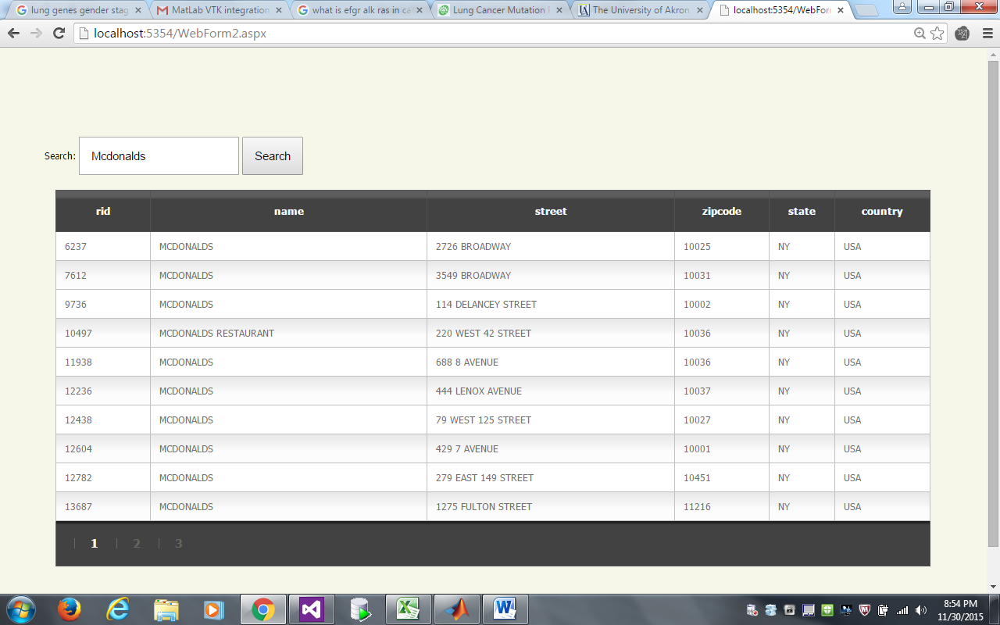 lung genes gender stag
MatLab VTK integration
what is efgr alk ras in ca
Lung Cancer Mutation
The University of Akron
localhost:5354/WebForm
localhost:5354/WebForm2.aspx
Search: Mcdonalds Search
rid name street zipcode state country
6237 MCDONALDS 2726 BROADWAY 10025 NY USA
7612 MCDONALDS 3549 BROADWAY 10031 NY USA
9736 MCDONALDS 114 DELANCEY STREET 10002 NY USA
10497 MCDONALDS RESTAURANT 220 WEST 42 STREET 10036 NY USA
11938 MCDONALDS 688 8 AVENUE 10036 NY USA
12236 MCDONALDS 444 LENOX AVENUE 10037 NY USA
12438 MCDONALDS 79 WEST 125 STREET 10027 NY USA
12604 MCDONALDS 429 7 AVENUE 10001 NY USA
12782 MCDONALDS 279 EAST 149 STREET 10451 NY USA
13687 MCDONALDS 1275 FULTON STREET 11216 NY USA
1 2 3
8:54 PM
11/30/2015